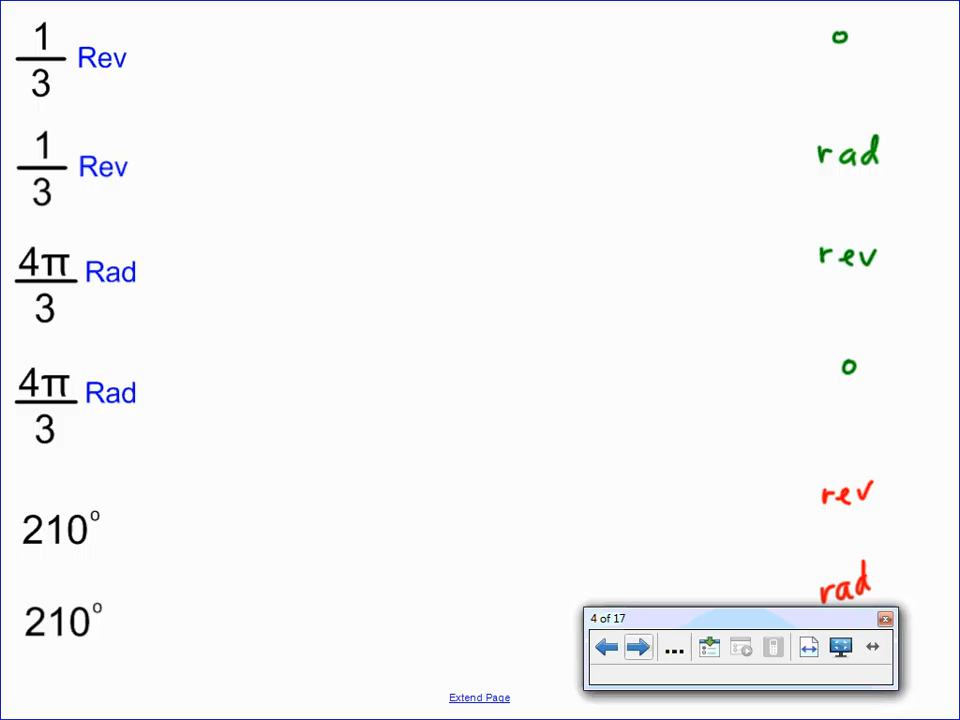 1/3 Rev o
1/3 Rev rad
4π/3 Rad rev
4π/3 Rad o
210° rev
210° rad
4 of 17
...
Extend Page